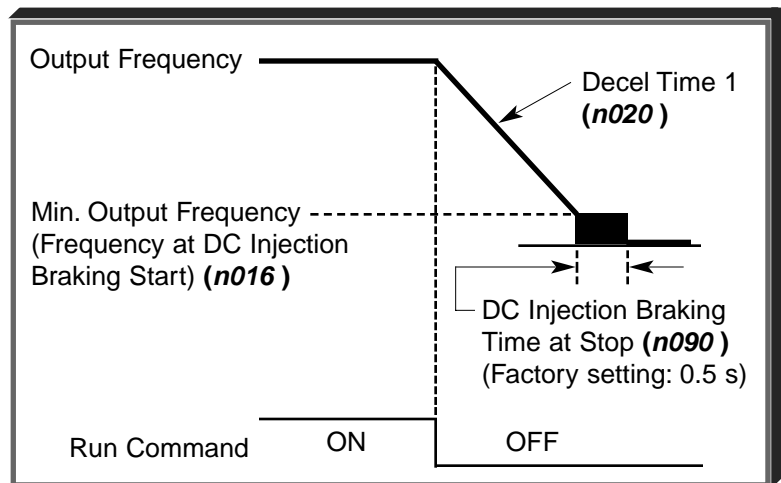 Output Frequency
Decel Time 1
(n020 )
Min. Output Frequency
(Frequency at DC Injection
Braking Start) (n016 )
DC Injection Braking
Time at Stop (n090 )
(Factory setting: 0.5 s)
Run Command
ON
OFF